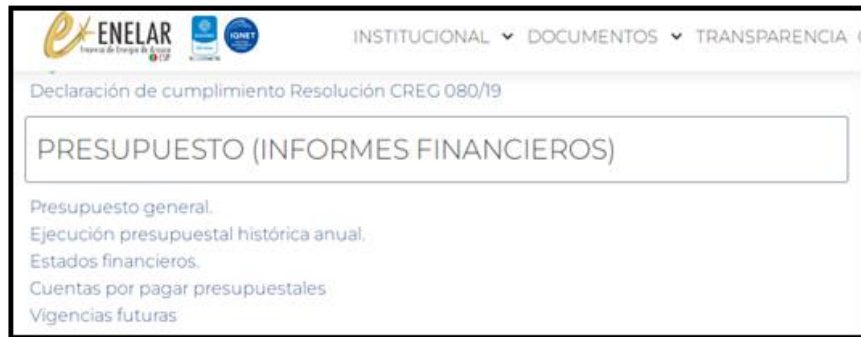 ENELAR
Empresa de Energía de Arauca
ESP
IQNET
INSTITUCIONAL DOCUMENTOS TRANSPARENCIA
Declaración de cumplimiento Resolución CREG 080/19
PRESUPUESTO (INFORMES FINANCIEROS)
Presupuesto general.
Ejecución presupuestal histórica anual.
Estados financieros.
Cuentas por pagar presupuestales
Vigencias futuras